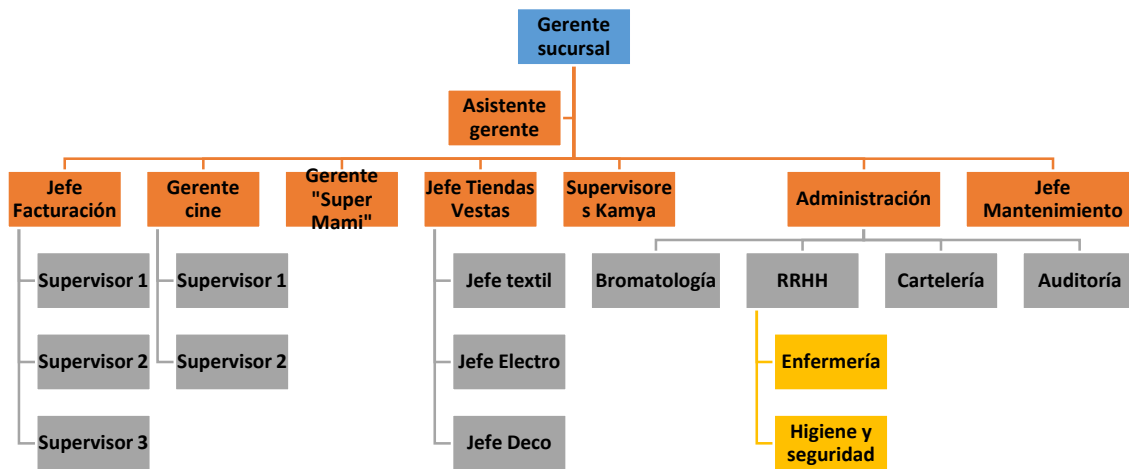 Gerente
sucursal
Asistente
gerente
Jefe
Facturación
Gerente
cine
Gerente
"Super
Mami"
Jefe Tiendas
Vestas
Supervisore
s Kamya
Administración
Jefe
Mantenimiento
Supervisor 1
Supervisor 1
Jefe textil
Bromatología
RRHH
Cartelería
Auditoría
Supervisor 2
Supervisor 2
Jefe Electro
Enfermería
Supervisor 3
Jefe Deco
Higiene y
seguridad